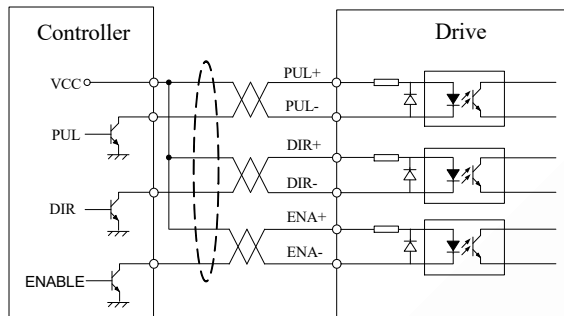 Controller
Drive
VCC
PUL+
PUL-
PUL
DIR+
DIR-
DIR
ENA+
ENA-
ENABLE